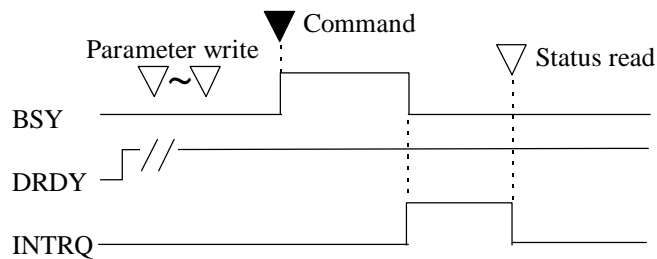 Command
Parameter write
~
Status read
BSY
DRDY
INTRQ